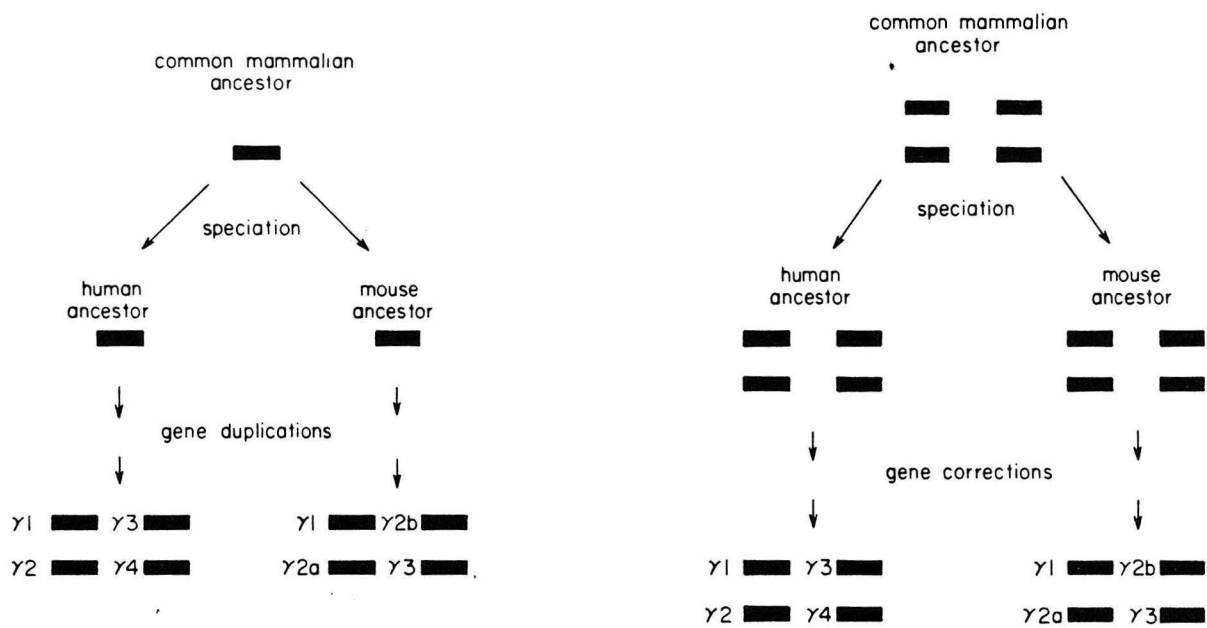 common mammalian
ancestor
speciation
human
ancestor
mouse
ancestor
gene duplications
γ1 γ3
γ2 γ4
γ1 γ2b
γ2a γ3
common mammalian
ancestor
speciation
human
ancestor
mouse
ancestor
gene corrections
γ1 γ3
γ2 γ4
γ1 γ2b
γ2a γ3